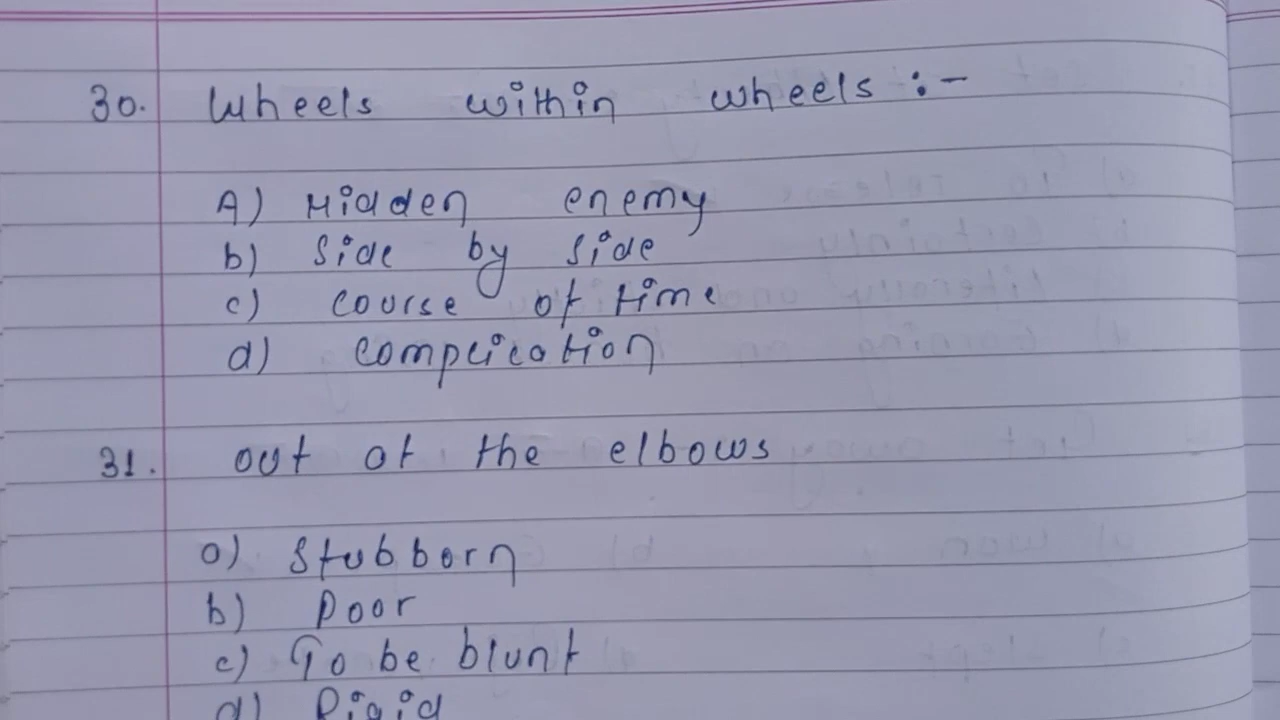 30. Wheels within wheels :-
A) Hidden enemy
b) Side by side
c) course of time
d) complication
31. out at the elbows
a) Stubborn
b) Poor
c) To be blunt
d) Rigid